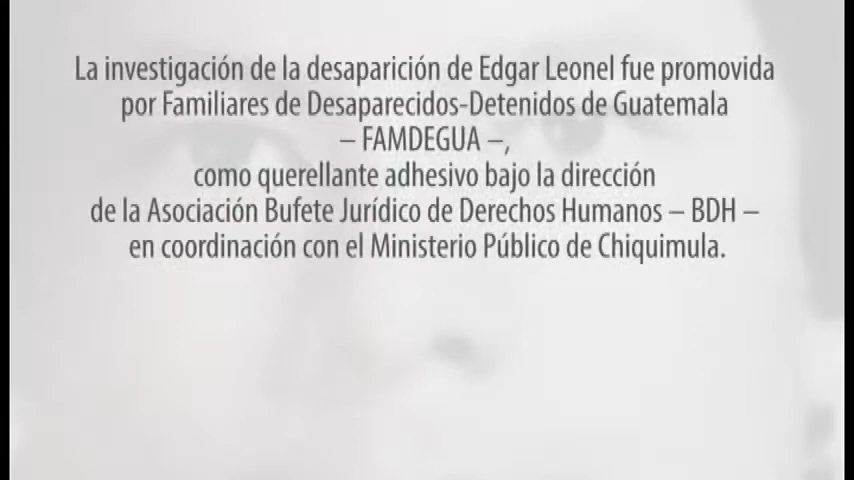 La investigación de la desaparición de Edgar Leonel fue promovida
por Familiares de Desaparecidos-Detenidos de Guatemala
– FAMDEGUA –,
como querellante adhesivo bajo la dirección
de la Asociación Bufete Jurídico de Derechos Humanos – BDH –
en coordinación con el Ministerio Público de Chiquimula.